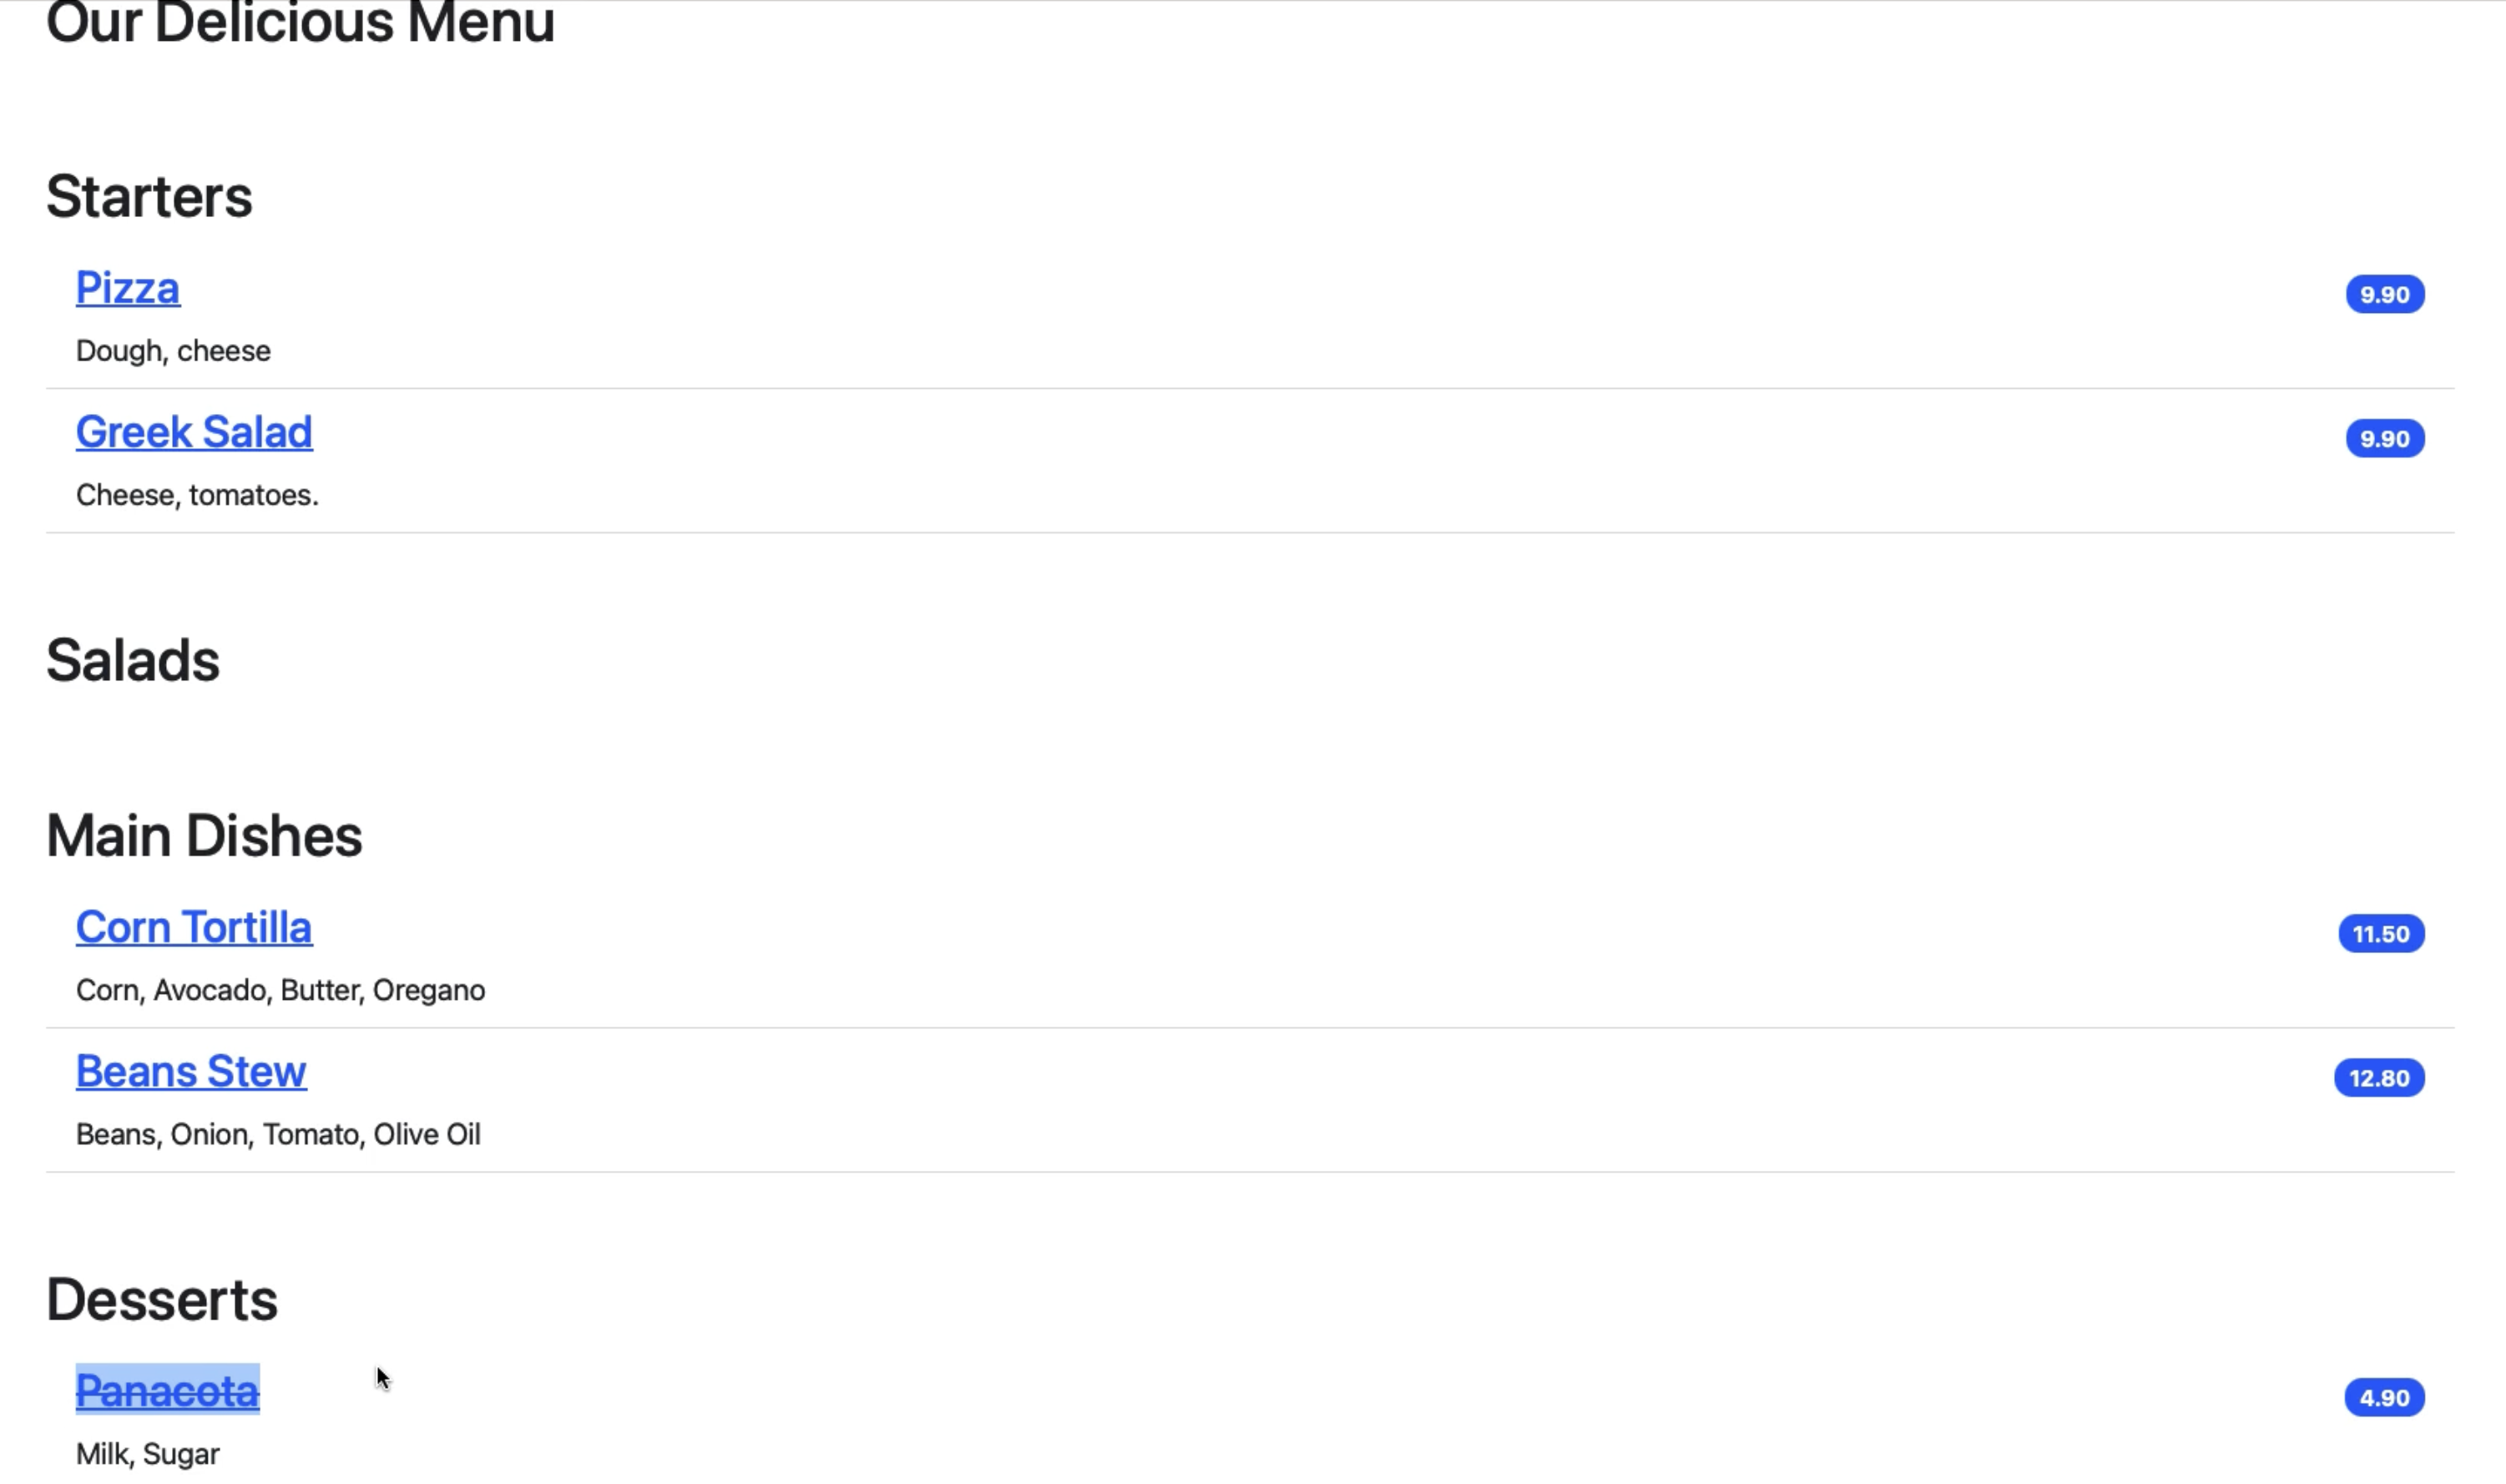 Our Delicious Menu
Starters
Pizza 9.90
Dough, cheese
Greek Salad 9.90
Cheese, tomatoes.
Salads
Main Dishes
Corn Tortilla 11.50
Corn, Avocado, Butter, Oregano
Beans Stew 12.80
Beans, Onion, Tomato, Olive Oil
Desserts
Panacota 4.90
Milk, Sugar